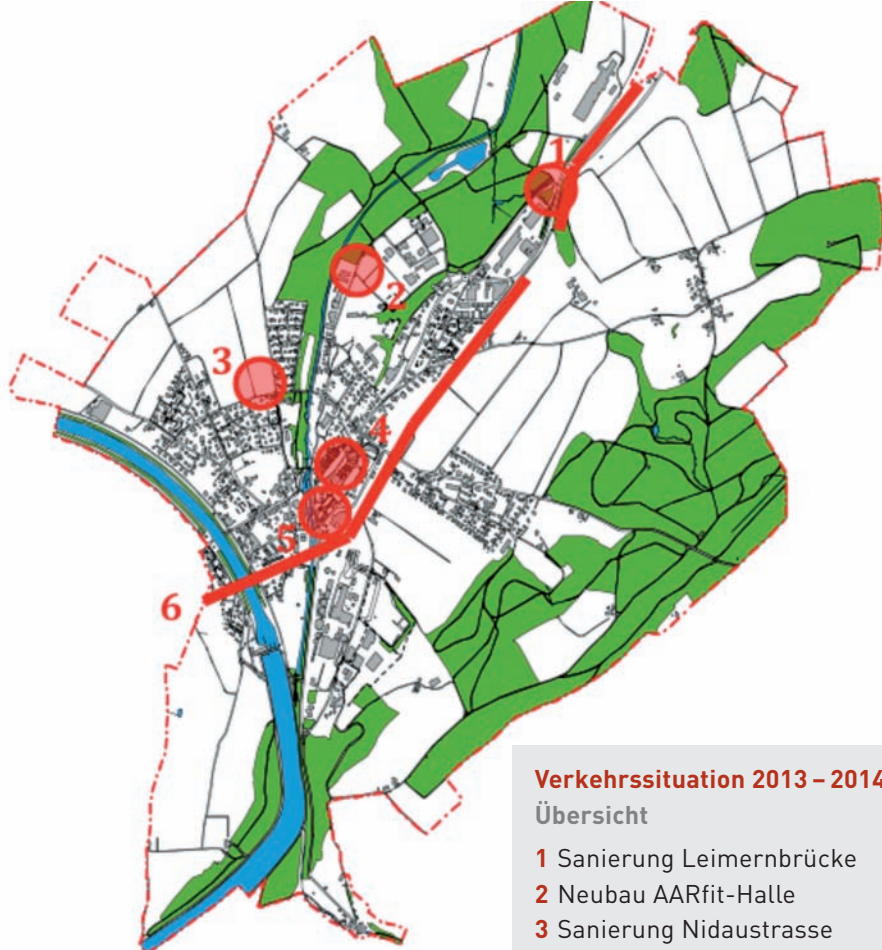 1
2
3
4
5
6
Verkehrssituation 2013 – 2014
Übersicht
1 Sanierung Leimernbrücke
2 Neubau AARfit-Halle
3 Sanierung Nidaustrasse